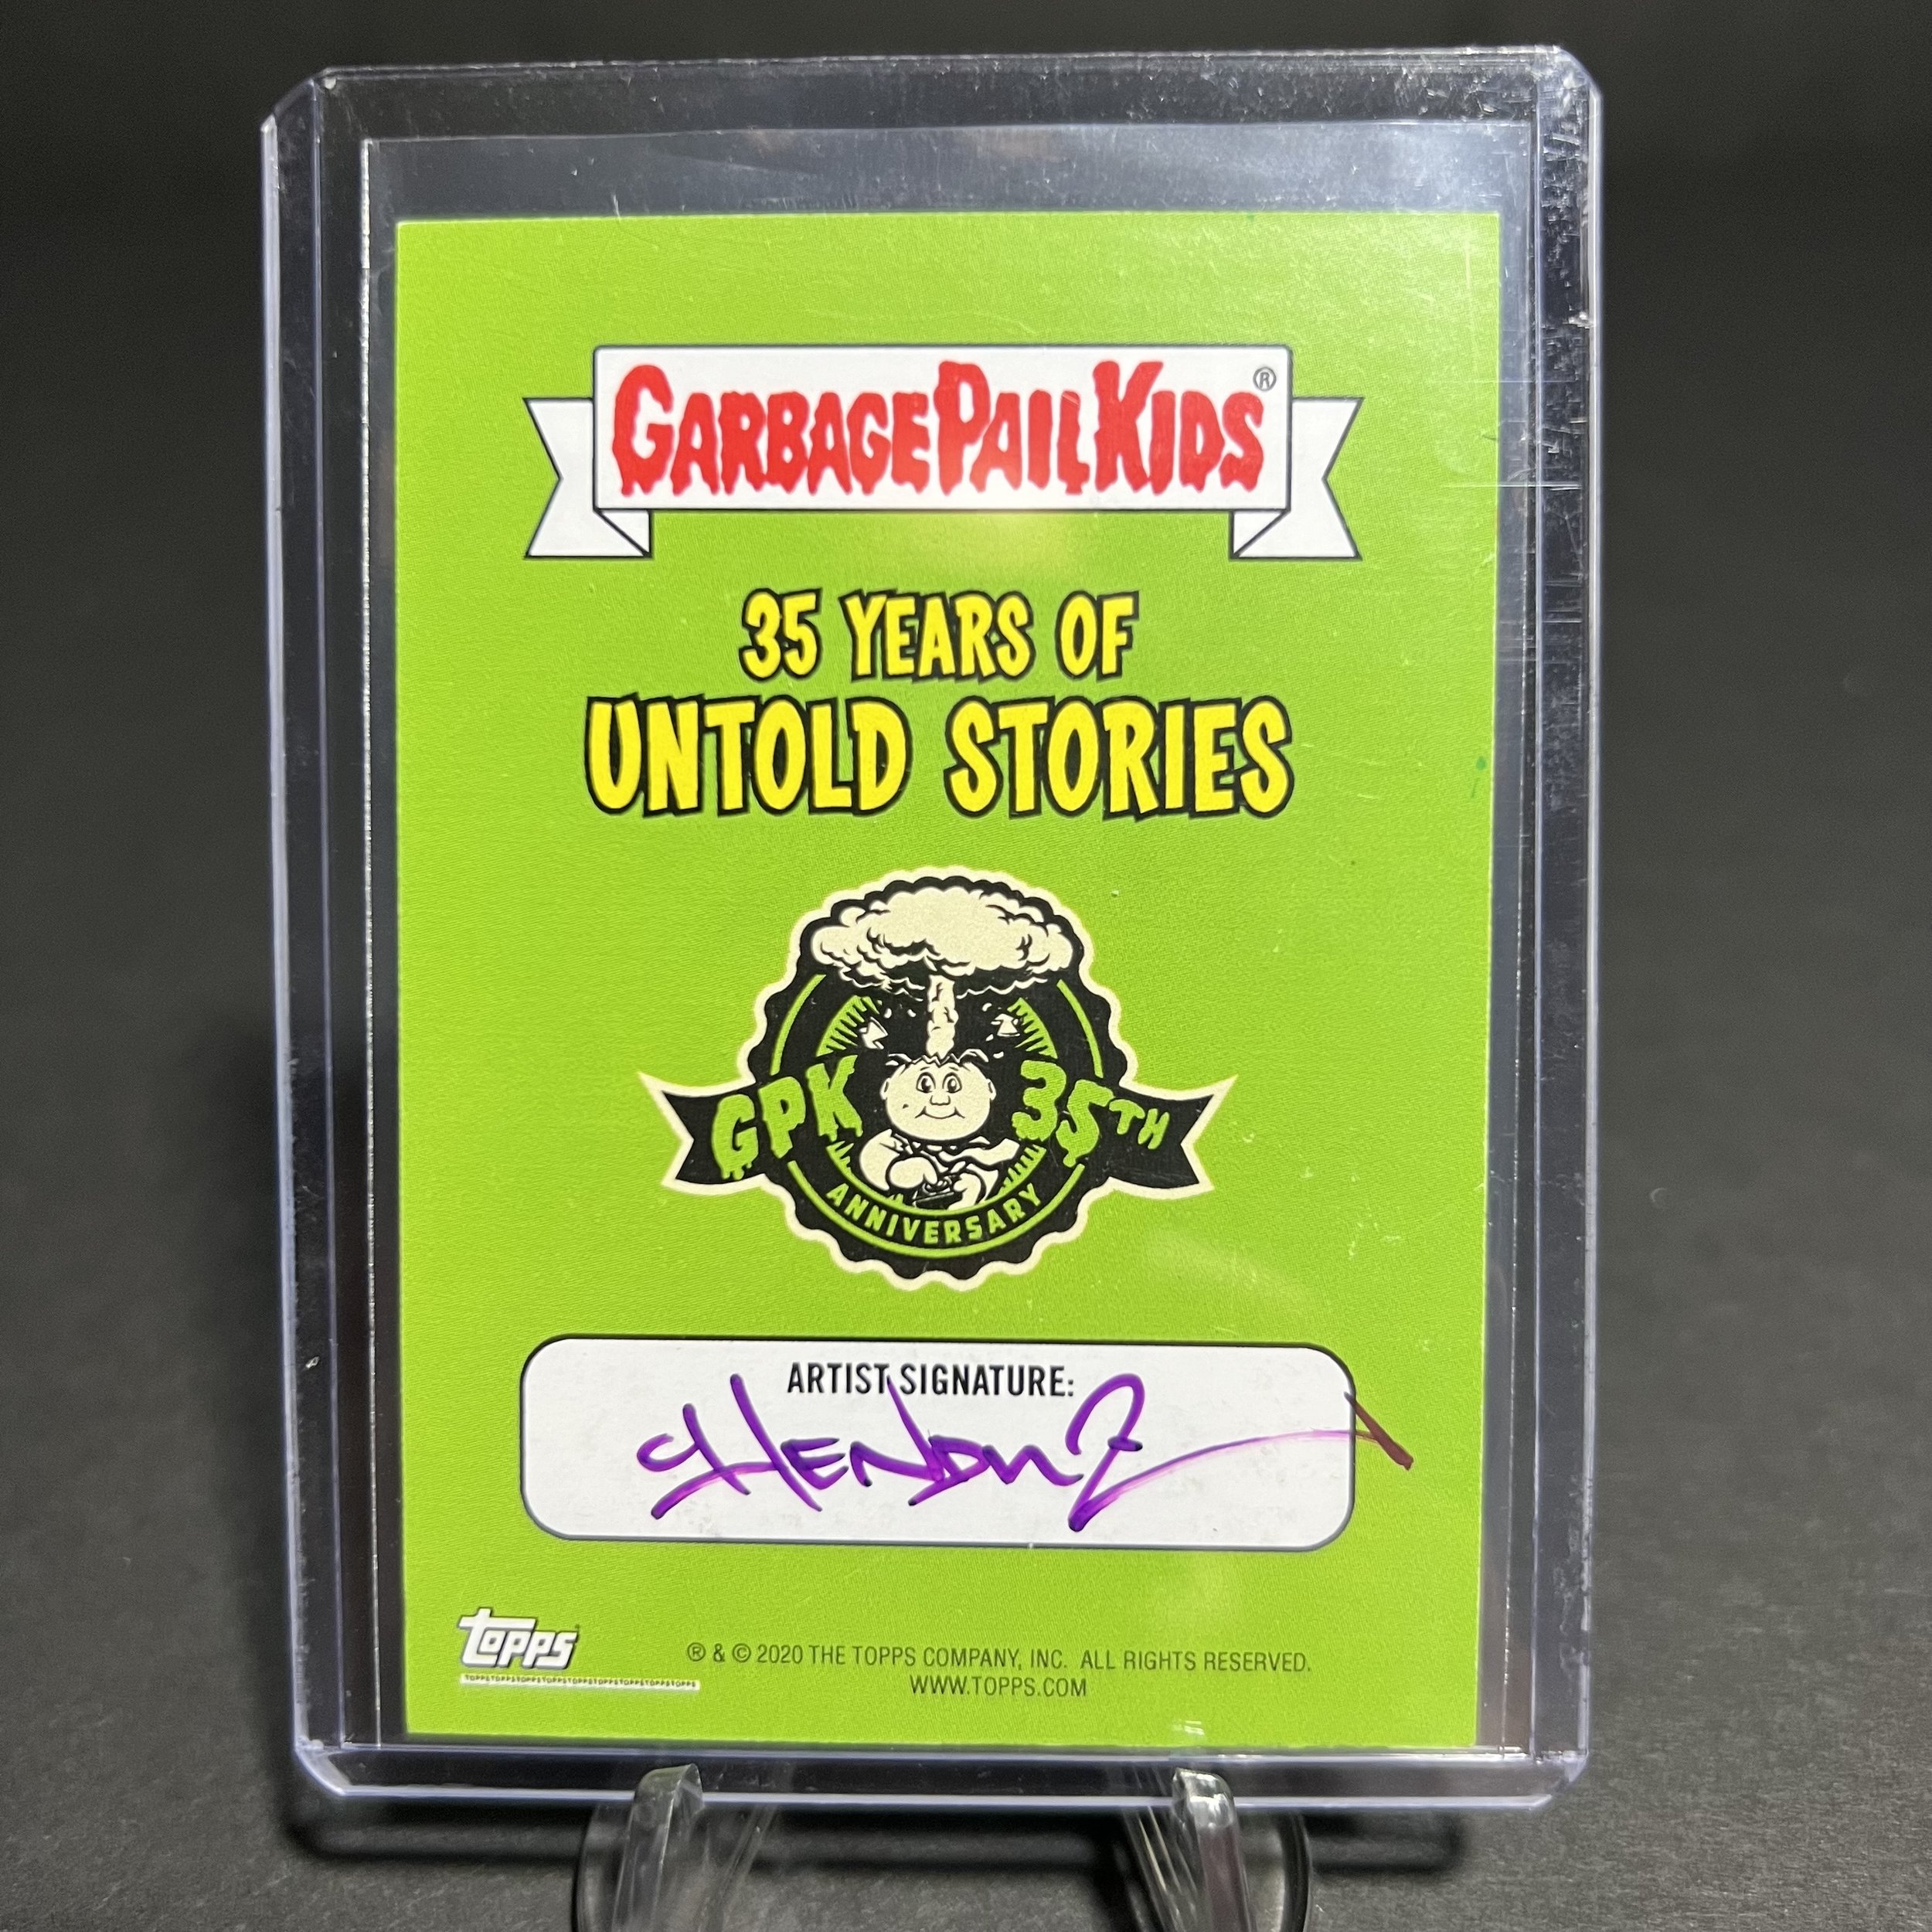 GARBAGE PAIL KIDS®
35 YEARS OF
UNTOLD STORIES
GPK 35TH
ANNIVERSARY
ARTIST SIGNATURE:
topps
TOPPSTOPPSTOPPSTOPPSTOPPSTOPPSTOPPSTOPPSTOPPS
® & © 2020 THE TOPPS COMPANY, INC. ALL RIGHTS RESERVED.
WWW.TOPPS.COM